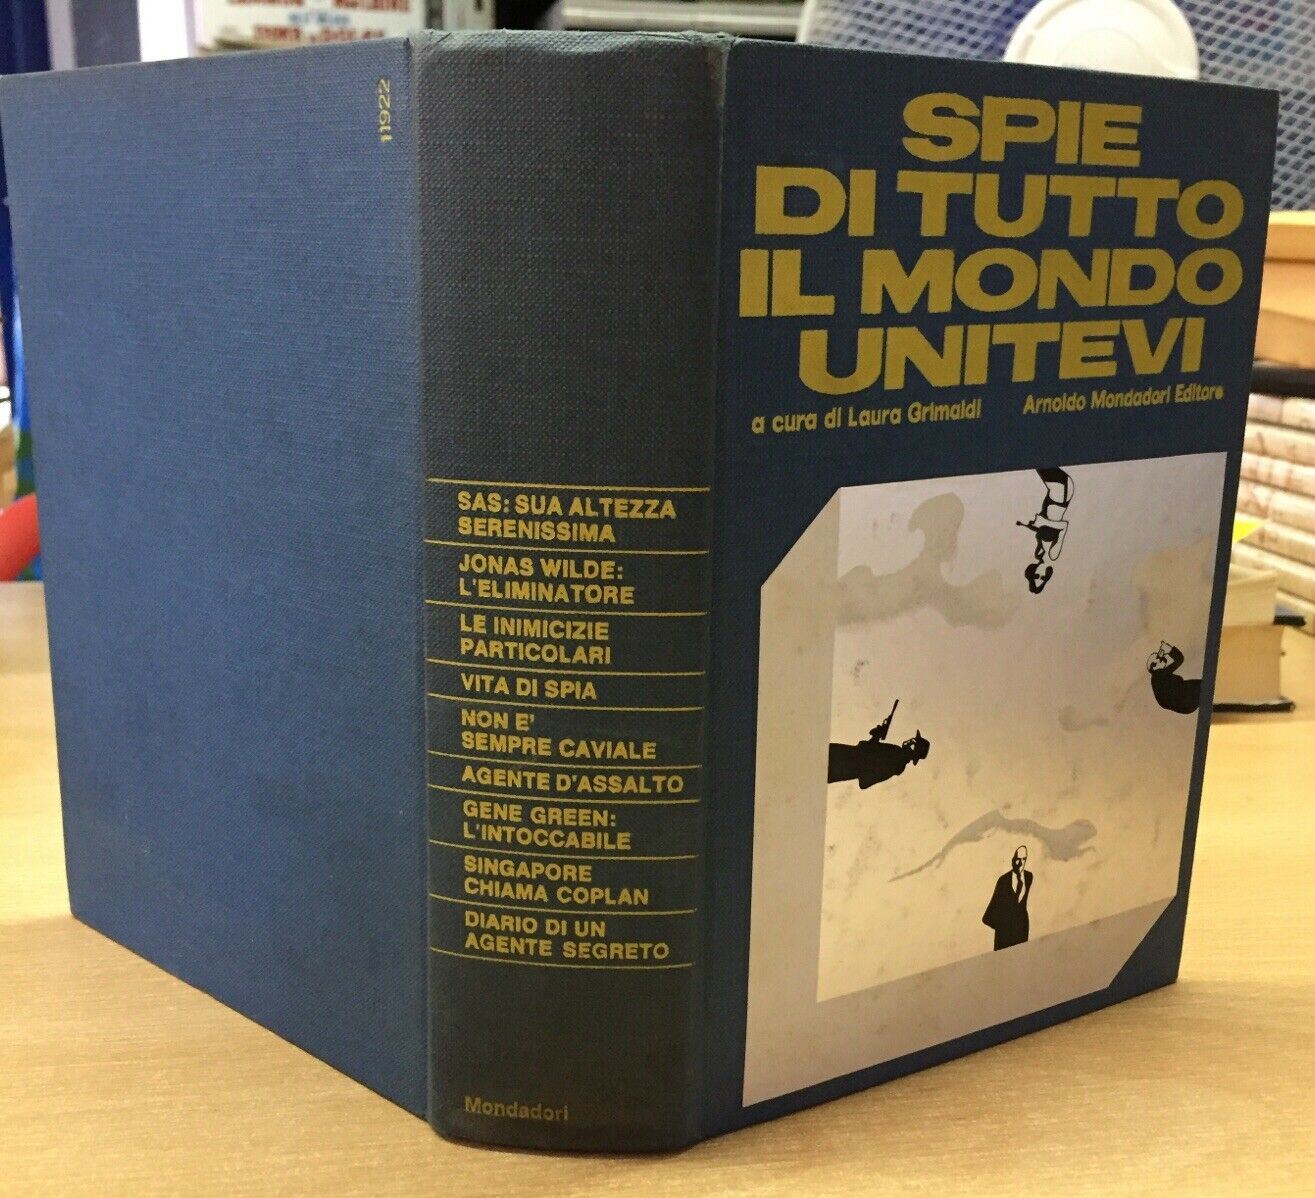 11922
SAS: SUA ALTEZZA
SERENISSIMA
JONAS WILDE:
L'ELIMINATORE
LE INIMICIZIE
PARTICOLARI
VITA DI SPIA
NON E'
SEMPRE CAVIALE
AGENTE D'ASSALTO
GENE GREEN:
L'INTOCCABILE
SINGAPORE
CHIAMA COPLAN
DIARIO DI UN
AGENTE SEGRETO
Mondadori
SPIE
DI TUTTO
IL MONDO
UNITEVI
a cura di Laura Grimaldi Arnoldo Mondadori Editore